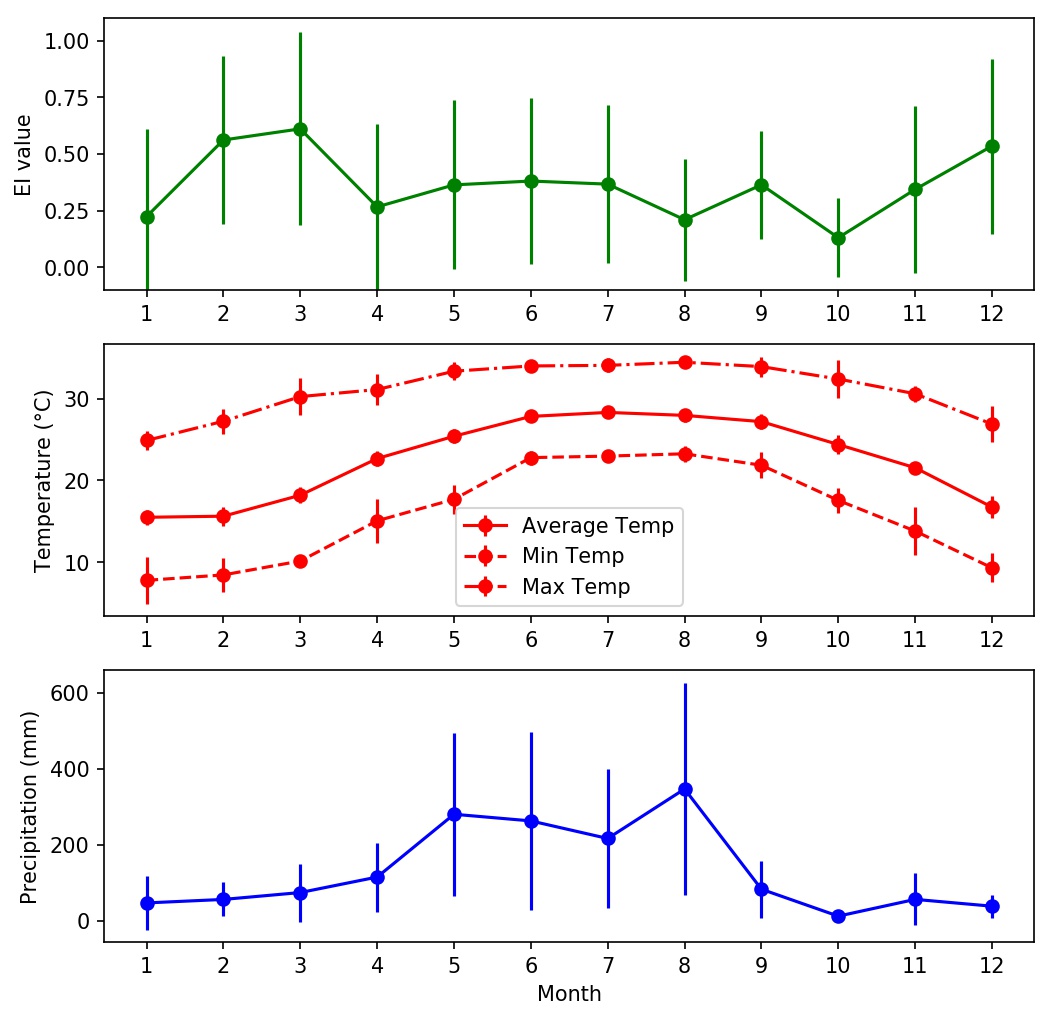 EI value
1.00
0.75
0.50
0.25
0.00
1 2 3 4 5 6 7 8 9 10 11 12
Temperature (°C)
30
20
10
Average Temp
Min Temp
Max Temp
1 2 3 4 5 6 7 8 9 10 11 12
Precipitation (mm)
600
400
200
0
1 2 3 4 5 6 7 8 9 10 11 12
Month